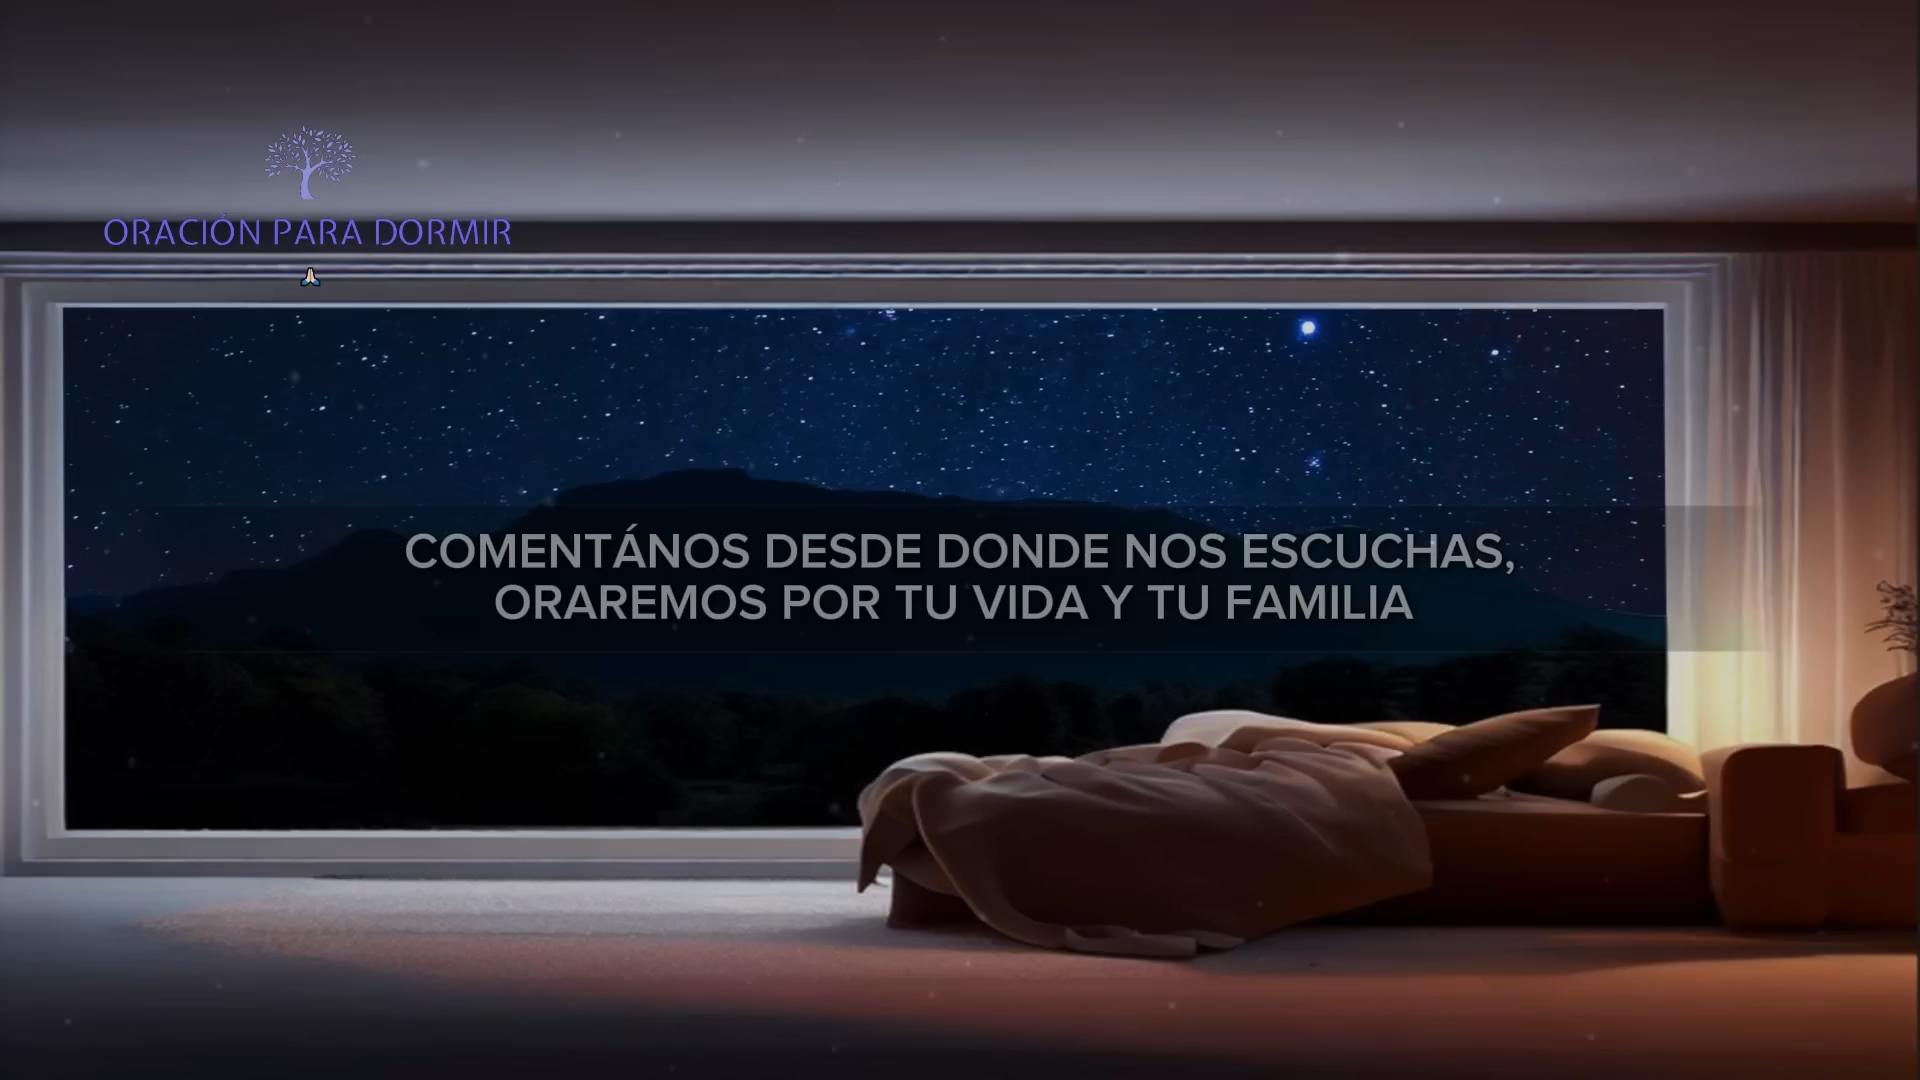 ORACIÓN PARA DORMIR
COMENTÁNOS DESDE DONDE NOS ESCUCHAS,
ORAREMOS POR TU VIDA Y TU FAMILIA